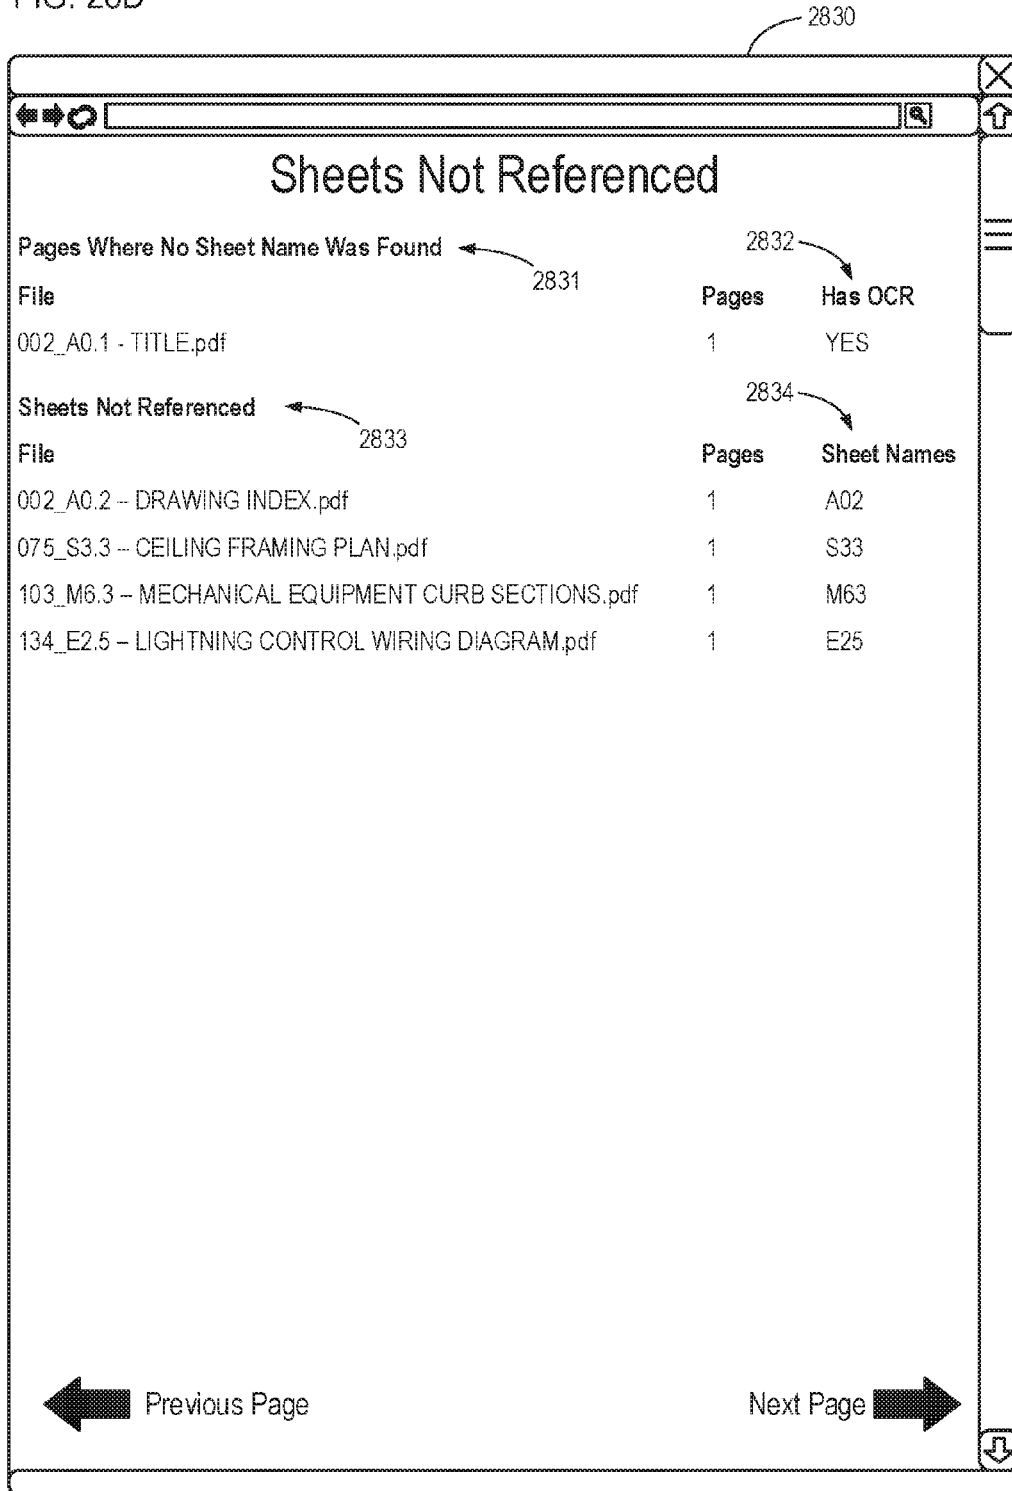 2830
Sheets Not Referenced
Pages Where No Sheet Name Was Found
2831
2832
File Pages Has OCR
002_A0.1 - TITLE.pdf 1 YES
Sheets Not Referenced
2833
2834
File Pages Sheet Names
002_A0.2 – DRAWING INDEX.pdf 1 A02
075_S3.3 – CEILING FRAMING PLAN.pdf 1 S33
103_M6.3 – MECHANICAL EQUIPMENT CURB SECTIONS.pdf 1 M63
134_E2.5 – LIGHTNING CONTROL WIRING DIAGRAM.pdf 1 E25
Previous Page Next Page